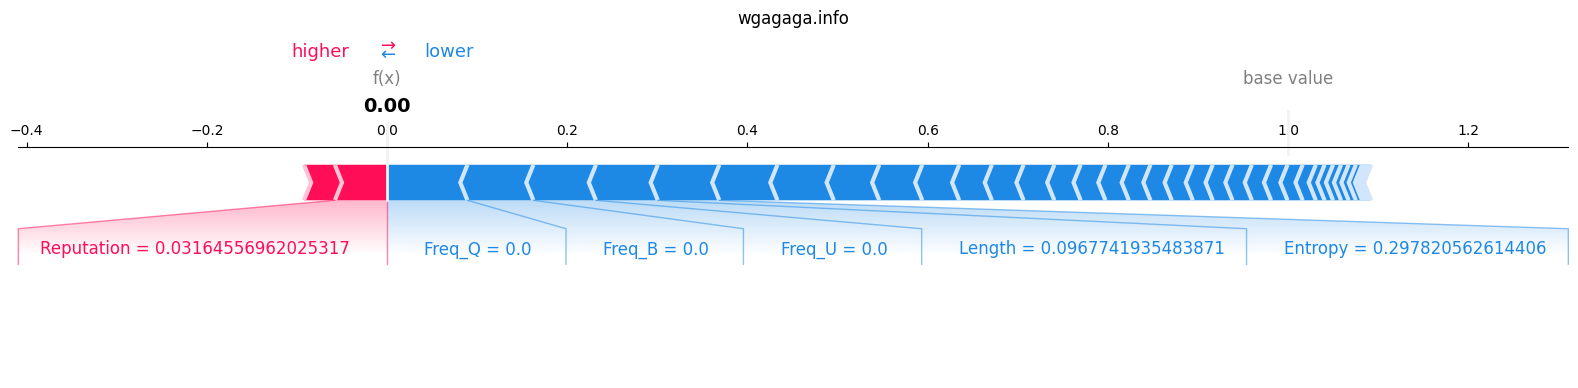 wgagaga.info
higher → ← lower
f(x) base value
0.00
−0.4 −0.2 0.0 0.2 0.4 0.6 0.8 1.0 1.2
Reputation = 0.03164556962025317 Freq_Q = 0.0 Freq_B = 0.0 Freq_U = 0.0 Length = 0.0967741935483871 Entropy = 0.297820562614406